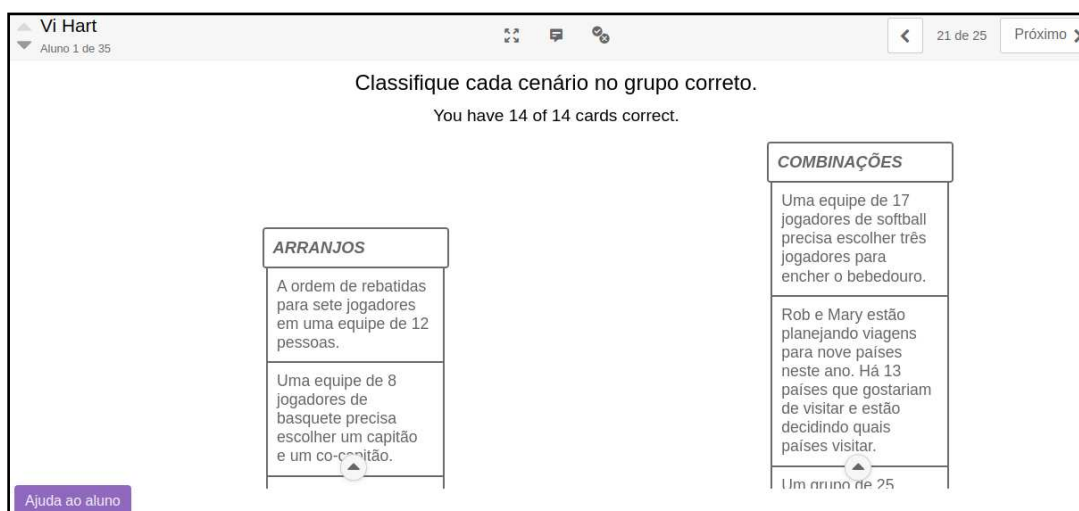 Vi Hart
Aluno 1 de 35
21 de 25
Próximo
Classifique cada cenário no grupo correto.
You have 14 of 14 cards correct.
ARRANJOS
A ordem de rebatidas
para sete jogadores
em uma equipe de 12
pessoas.
Uma equipe de 8
jogadores de
basquete precisa
escolher um capitão
e um co-capitão.
COMBINAÇÕES
Uma equipe de 17
jogadores de softball
precisa escolher três
jogadores para
encher o bebedouro.
Rob e Mary estão
planejando viagens
para nove países
neste ano. Há 13
países que gostariam
de visitar e estão
decidindo quais
países visitar.
Um grupo de 25
Ajuda ao aluno